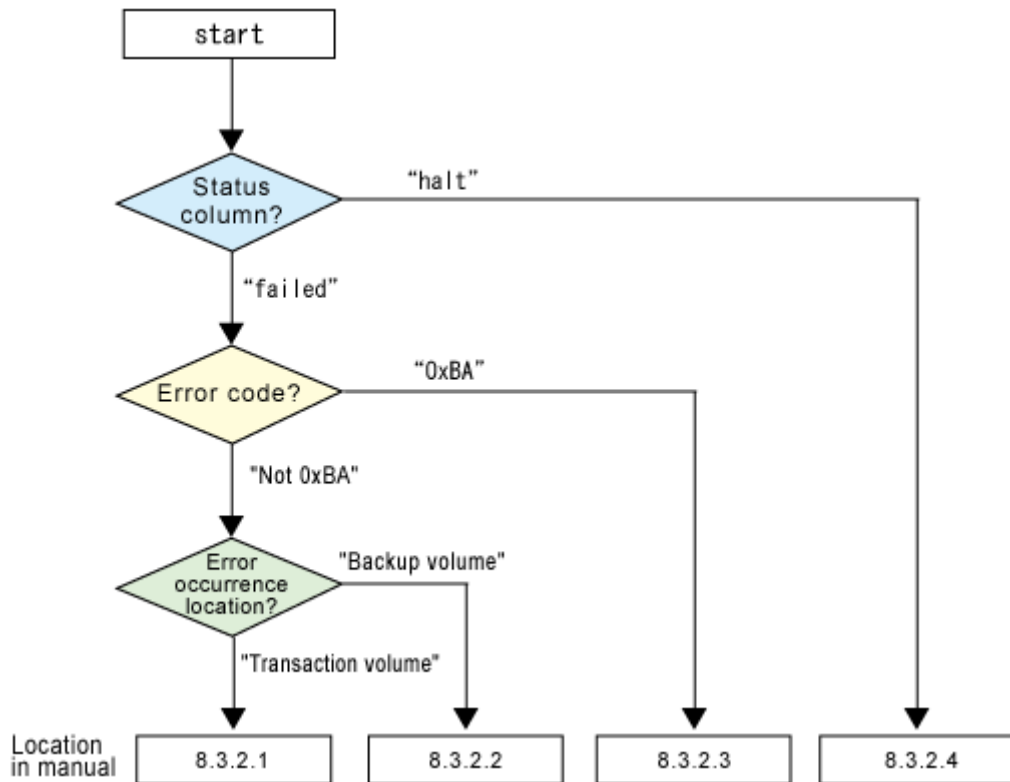 start
Status
column?
“halt”
“failed”
Error code?
“0xBA”
"Not 0xBA"
Error
occurrence
location?
"Backup volume"
"Transaction volume"
Location
in manual
8.3.2.1
8.3.2.2
8.3.2.3
8.3.2.4